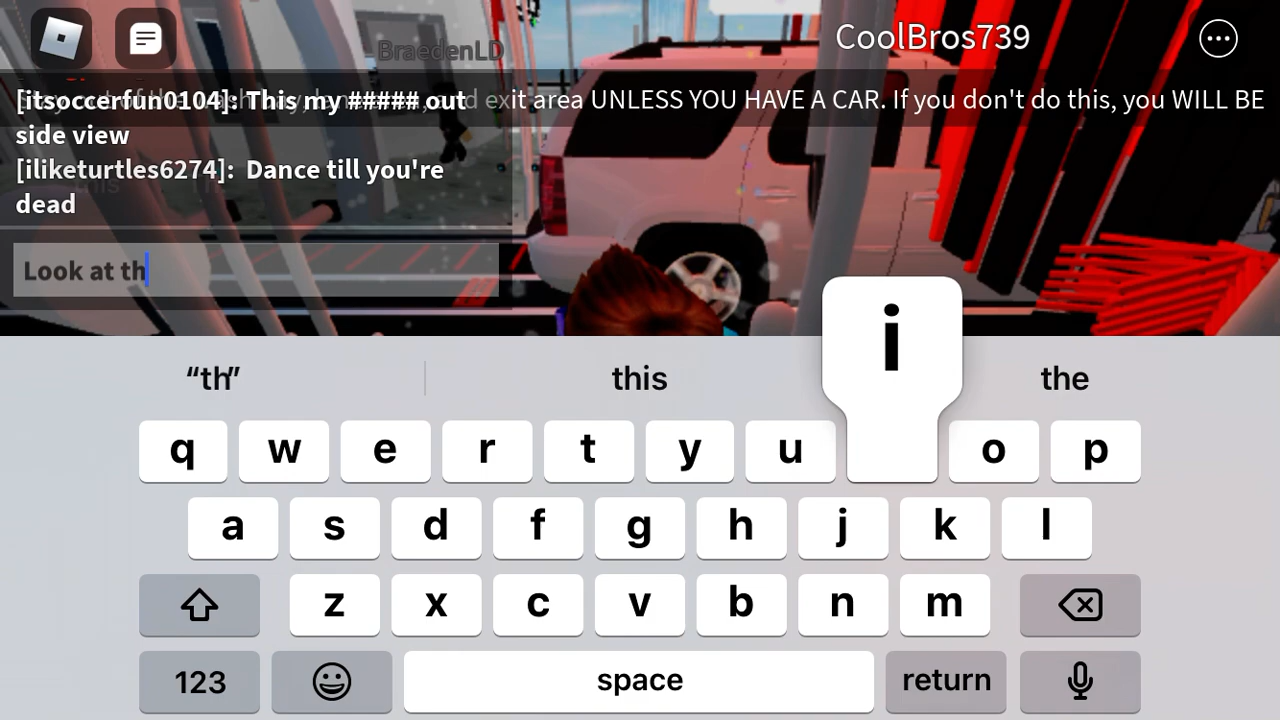 BraedenLD
CoolBros739
[itsoccerfun0104]: This my ##### out
exit area UNLESS YOU HAVE A CAR. If you don't do this, you WILL BE
side view
[iliketurtles6274]: Dance till you're
dead
Look at th
i
“th” this the
q w e r t y u o p
a s d f g h j k l
z x c v b n m
123 space return